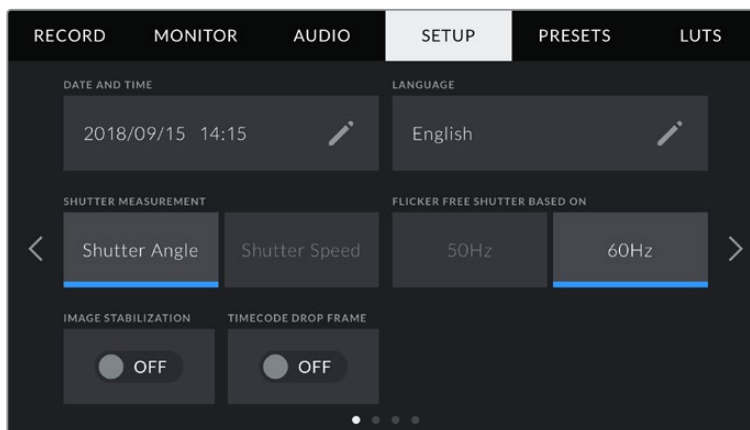 RECORD MONITOR AUDIO SETUP PRESETS LUTS
DATE AND TIME LANGUAGE
2018/09/15 14:15 English
SHUTTER MEASUREMENT FLICKER FREE SHUTTER BASED ON
Shutter Angle Shutter Speed 50Hz 60Hz
IMAGE STABILIZATION TIMECODE DROP FRAME
OFF OFF